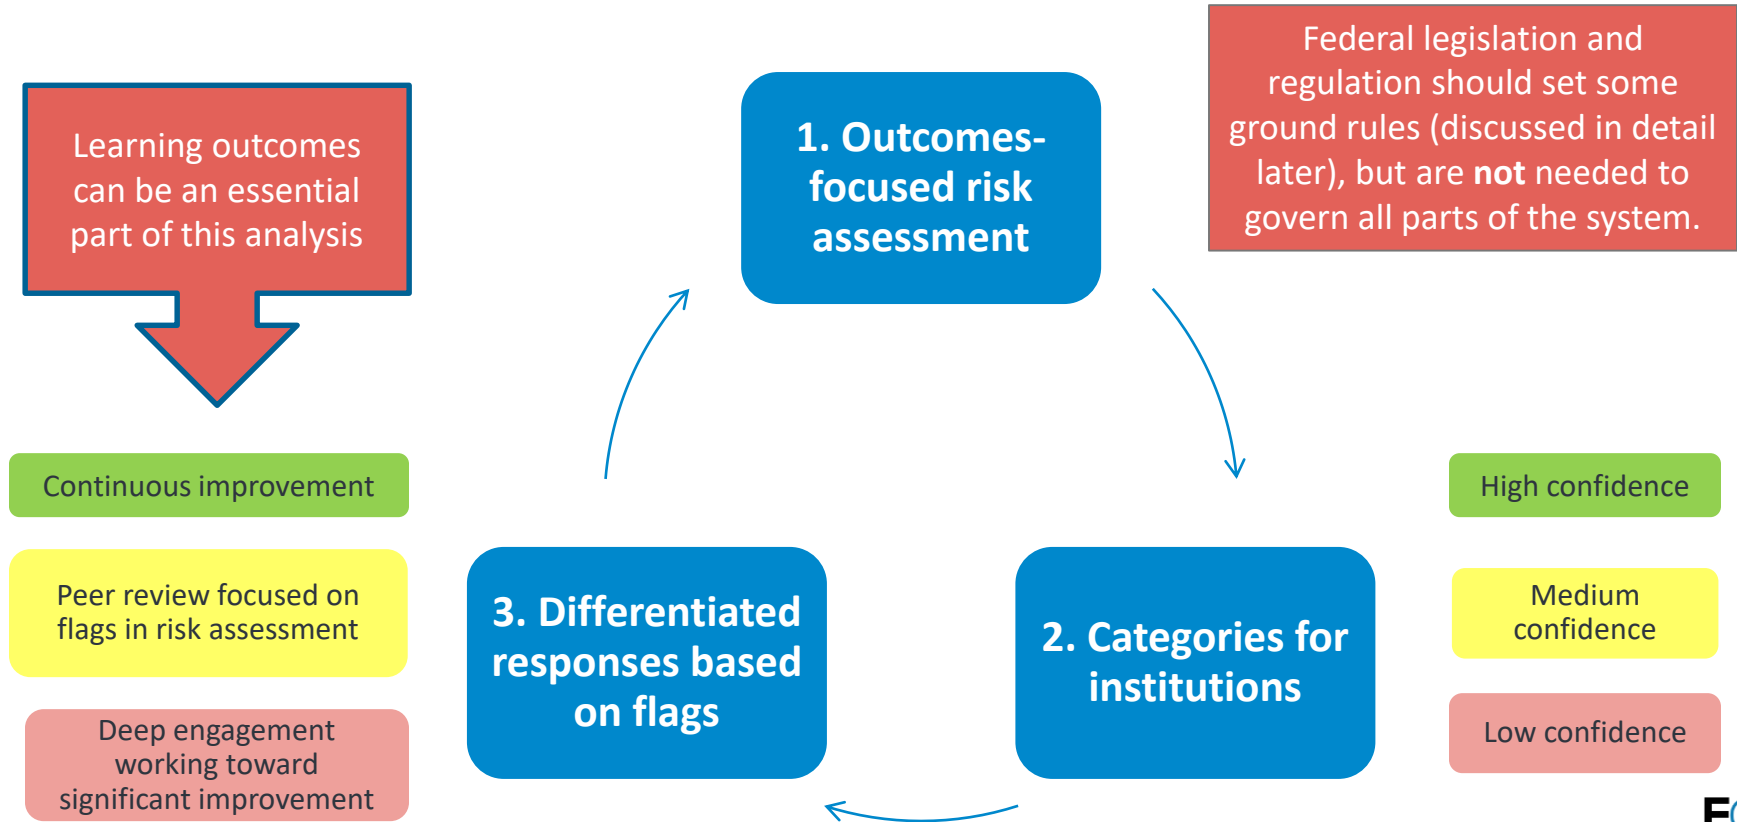 Learning outcomes
can be an essential
part of this analysis
1. Outcomes-
focused risk
assessment
Federal legislation and
regulation should set some
ground rules (discussed in detail
later), but are not needed to
govern all parts of the system.
Continuous improvement
Peer review focused on
flags in risk assessment
Deep engagement
working toward
significant improvement
3. Differentiated
responses based
on flags
2. Categories for
institutions
High confidence
Medium
confidence
Low confidence